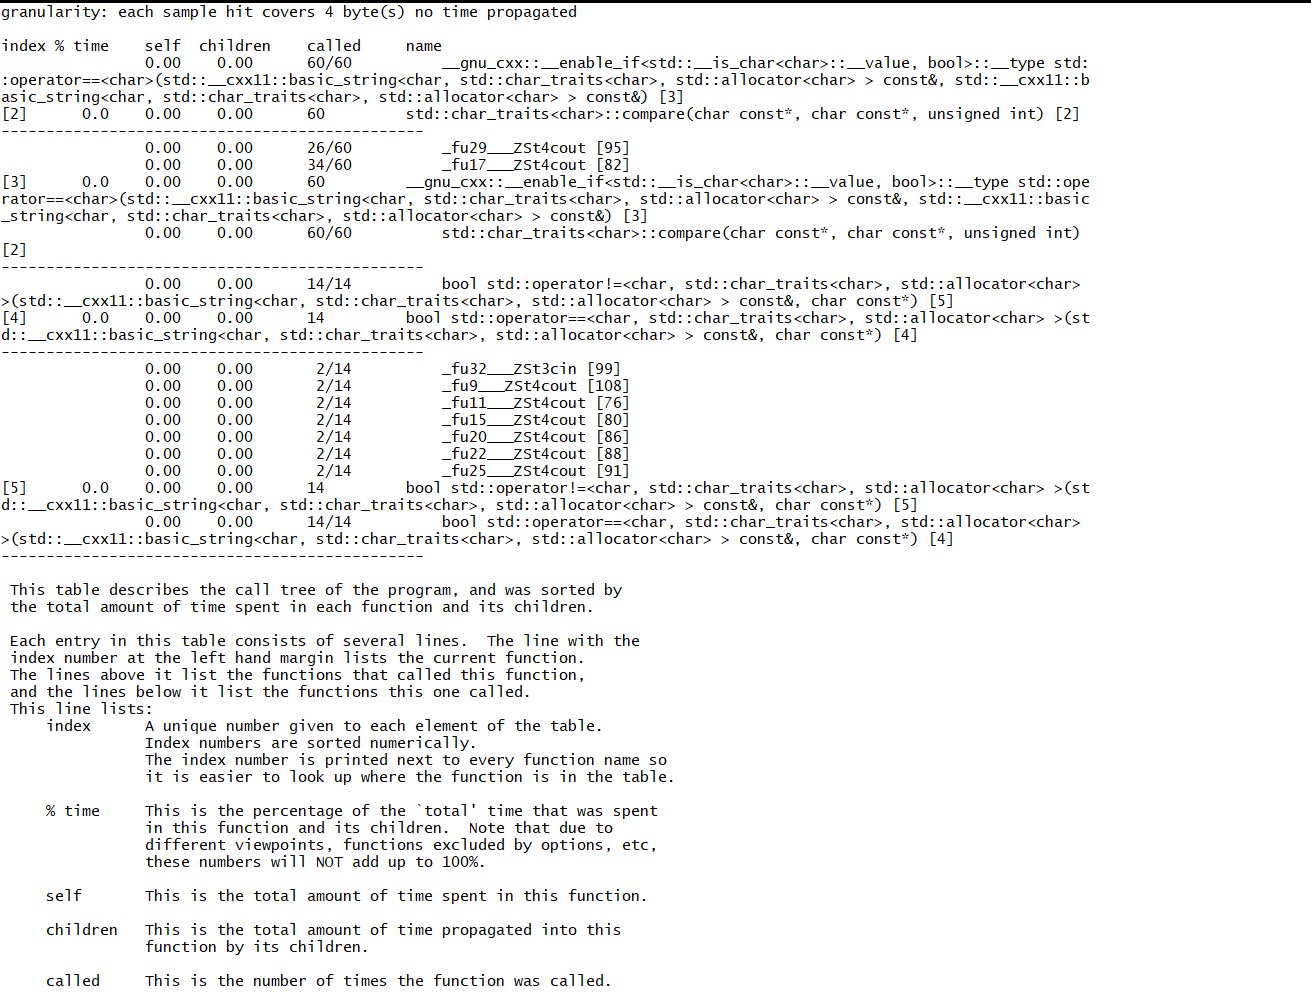 granularity: each sample hit covers 4 byte(s) no time propagated
index % time    self  children    called     name
                0.00    0.00      60/60          __gnu_cxx::__enable_if<std::__is_char<char>::__value, bool>::__type std:
:operator==<char>(std::__cxx11::basic_string<char, std::char_traits<char>, std::allocator<char> > const&, std::__cxx11::b
asic_string<char, std::char_traits<char>, std::allocator<char> > const&) [3]
[2]      0.0    0.00    0.00      60         std::char_traits<char>::compare(char const*, char const*, unsigned int) [2]
-----------------------------------------------
                0.00    0.00      26/60          _fu29___ZSt4cout [95]
                0.00    0.00      34/60          _fu17___ZSt4cout [82]
[3]      0.0    0.00    0.00      60         __gnu_cxx::__enable_if<std::__is_char<char>::__value, bool>::__type std::ope
rator==<char>(std::__cxx11::basic_string<char, std::char_traits<char>, std::allocator<char> > const&, std::__cxx11::basic
_string<char, std::char_traits<char>, std::allocator<char> > const&) [3]
                0.00    0.00      60/60          std::char_traits<char>::compare(char const*, char const*, unsigned int)
[2]
-----------------------------------------------
                0.00    0.00      14/14          bool std::operator!=<char, std::char_traits<char>, std::allocator<char>
>(std::__cxx11::basic_string<char, std::char_traits<char>, std::allocator<char> > const&, char const*) [5]
[4]      0.0    0.00    0.00      14         bool std::operator==<char, std::char_traits<char>, std::allocator<char> >(st
d::__cxx11::basic_string<char, std::char_traits<char>, std::allocator<char> > const&, char const*) [4]
-----------------------------------------------
                0.00    0.00       2/14          _fu32___ZSt3cin [99]
                0.00    0.00       2/14          _fu9___ZSt4cout [108]
                0.00    0.00       2/14          _fu11___ZSt4cout [76]
                0.00    0.00       2/14          _fu15___ZSt4cout [80]
                0.00    0.00       2/14          _fu20___ZSt4cout [86]
                0.00    0.00       2/14          _fu22___ZSt4cout [88]
                0.00    0.00       2/14          _fu25___ZSt4cout [91]
[5]      0.0    0.00    0.00      14         bool std::operator!=<char, std::char_traits<char>, std::allocator<char> >(st
d::__cxx11::basic_string<char, std::char_traits<char>, std::allocator<char> > const&, char const*) [5]
                0.00    0.00      14/14          bool std::operator==<char, std::char_traits<char>, std::allocator<char>
>(std::__cxx11::basic_string<char, std::char_traits<char>, std::allocator<char> > const&, char const*) [4]
-----------------------------------------------
 This table describes the call tree of the program, and was sorted by
 the total amount of time spent in each function and its children.
 Each entry in this table consists of several lines.  The line with the
 index number at the left hand margin lists the current function.
 The lines above it list the functions that called this function,
 and the lines below it list the functions this one called.
 This line lists:
     index      A unique number given to each element of the table.
                Index numbers are sorted numerically.
                The index number is printed next to every function name so
                it is easier to look up where the function is in the table.
     % time     This is the percentage of the `total' time that was spent
                in this function and its children.  Note that due to
                different viewpoints, functions excluded by options, etc,
                these numbers will NOT add up to 100%.
     self       This is the total amount of time spent in this function.
     children   This is the total amount of time propagated into this
                function by its children.
     called     This is the number of times the function was called.